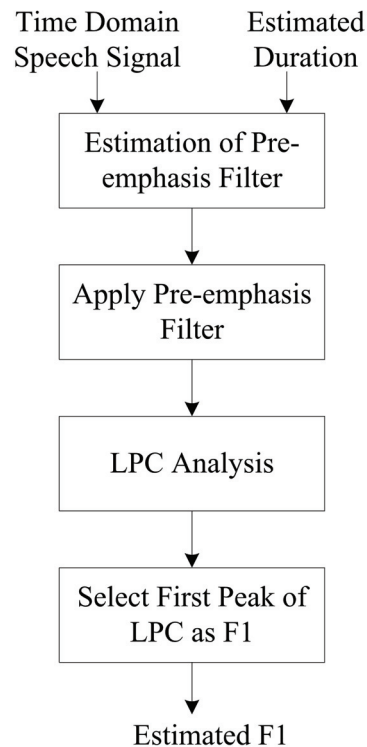 Time Domain
Speech Signal
Estimated
Duration
Estimation of Pre-
emphasis Filter
Apply Pre-emphasis
Filter
LPC Analysis
Select First Peak of
LPC as F1
Estimated F1